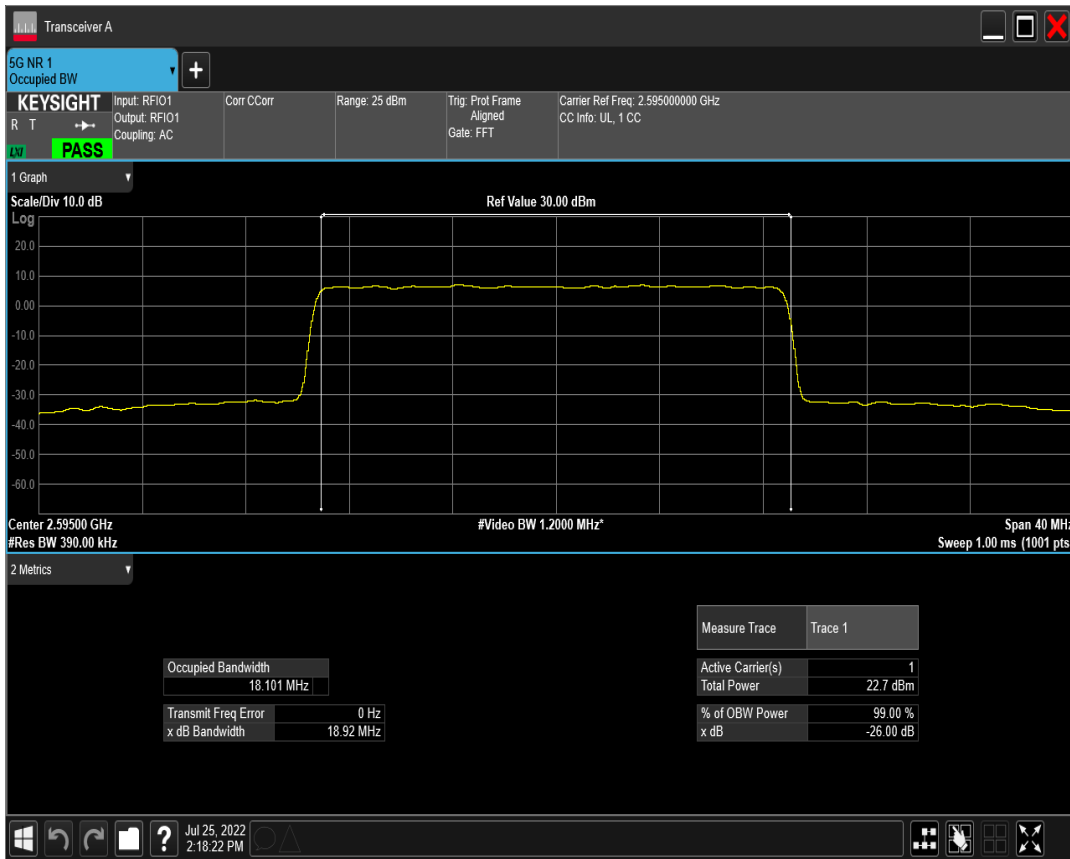 Transceiver A
5G NR 1
Occupied BW
+
KEYSIGHT
R T
LXI
PASS
Input: RFIO1
Output: RFIO1
Coupling: AC
Corr CCorr
Range: 25 dBm
Trig: Prot Frame
Aligned
Gate: FFT
Carrier Ref Freq: 2.595000000 GHz
CC Info: UL, 1 CC
1 Graph
Scale/Div 10.0 dB
Ref Value 30.00 dBm
Log
20.0
10.0
0.00
-10.0
-20.0
-30.0
-40.0
-50.0
-60.0
Center 2.59500 GHz
#Video BW 1.2000 MHz*
Span 40 MHz
#Res BW 390.00 kHz
Sweep 1.00 ms (1001 pts
2 Metrics
Measure Trace Trace 1
Occupied Bandwidth
18.101 MHz
Active Carrier(s) 1
Total Power 22.7 dBm
Transmit Freq Error 0 Hz
x dB Bandwidth 18.92 MHz
% of OBW Power 99.00 %
x dB -26.00 dB
?
Jul 25, 2022
2:18:22 PM